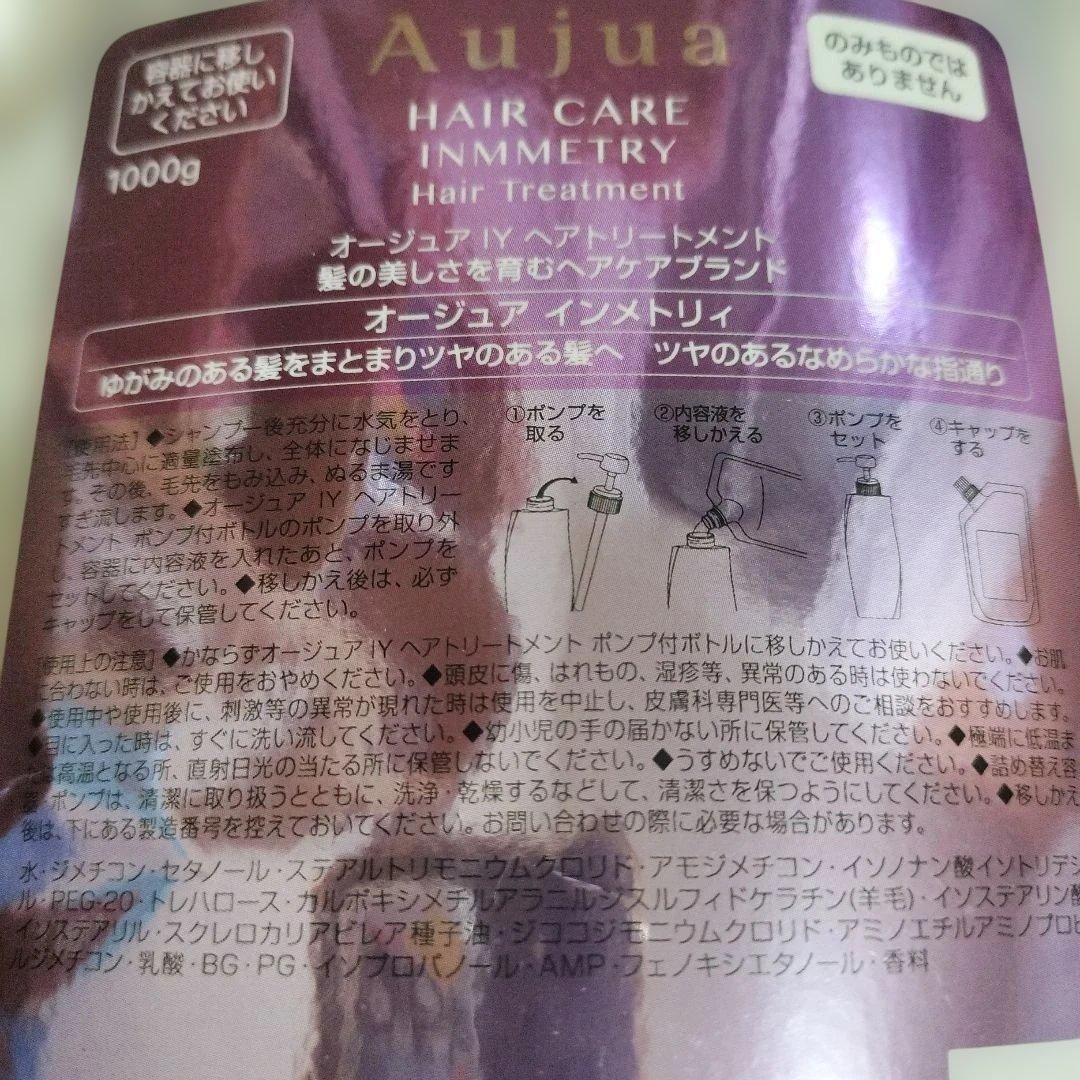 容器に移し
かえてお使い
ください
Aujua
のみものでは
ありません
HAIR CARE
INMMETRY
Hair Treatment
1000g
オージュア IY ヘアトリートメント
髪の美しさを育むヘアケアブランド
オージュア インメトリィ
ゆがみのある髪をまとまりツヤのある髪へ ツヤのあるなめらかな指通り
[使用法]◆シャンプー後充分に水気をとり、
毛先中心に適量塗布し、全体になじませま
す。その後、毛先をもみ込み、ぬるま湯です
すぎ流します。◆オージュア IY ヘアトリー
トメント ポンプ付ボトルのポンプを取り外
し、容器に内容液を入れたあと、ポンプを
セットしてください。◆移しかえ後は、必ず
キャップをして保管してください。
①ポンプを
取る
②内容液を
移しかえる
③ポンプを
セット
④キャップを
する
[使用上の注意]◆かならずオージュア IY ヘアトリートメント ポンプ付ボトルに移しかえてお使いください。◆お肌
に合わない時は、ご使用をおやめください。◆頭皮に傷、はれもの、湿疹等、異常のある時は使わないでください。
◆使用中や使用後に、刺激等の異常が現れた時は使用を中止し、皮膚科専門医等へのご相談をおすすめします。
◆目に入った時は、すぐに洗い流してください。◆幼小児の手の届かない所に保管してください。◆極端に低温ま
たは高温となる所、直射日光の当たる所に保管しないでください。◆うすめないでご使用ください。◆詰め替え容
器・ポンプは、清潔に取り扱うとともに、洗浄・乾燥するなどして、清潔さを保つようにしてください。◆移しかえ
後は、下にある製造番号を控えておいてください。お問い合わせの際に必要な場合があります。
水・ジメチコン・セタノール・ステアルトリモニウムクロリド・アモジメチコン・イソノナン酸イソトリデシ
ル・PEG-20・トレハロース・カルボキシメチルアラニルジスルフィドケラチン(羊毛)・イソステアリン酸
イソステアリル・スクレロカリアビレア種子油・ジココジモニウムクロリド・アミノエチルアミノプロピ
ルジメチコン・乳酸・BG・PG・イソプロパノール・AMP・フェノキシエタノール・香料